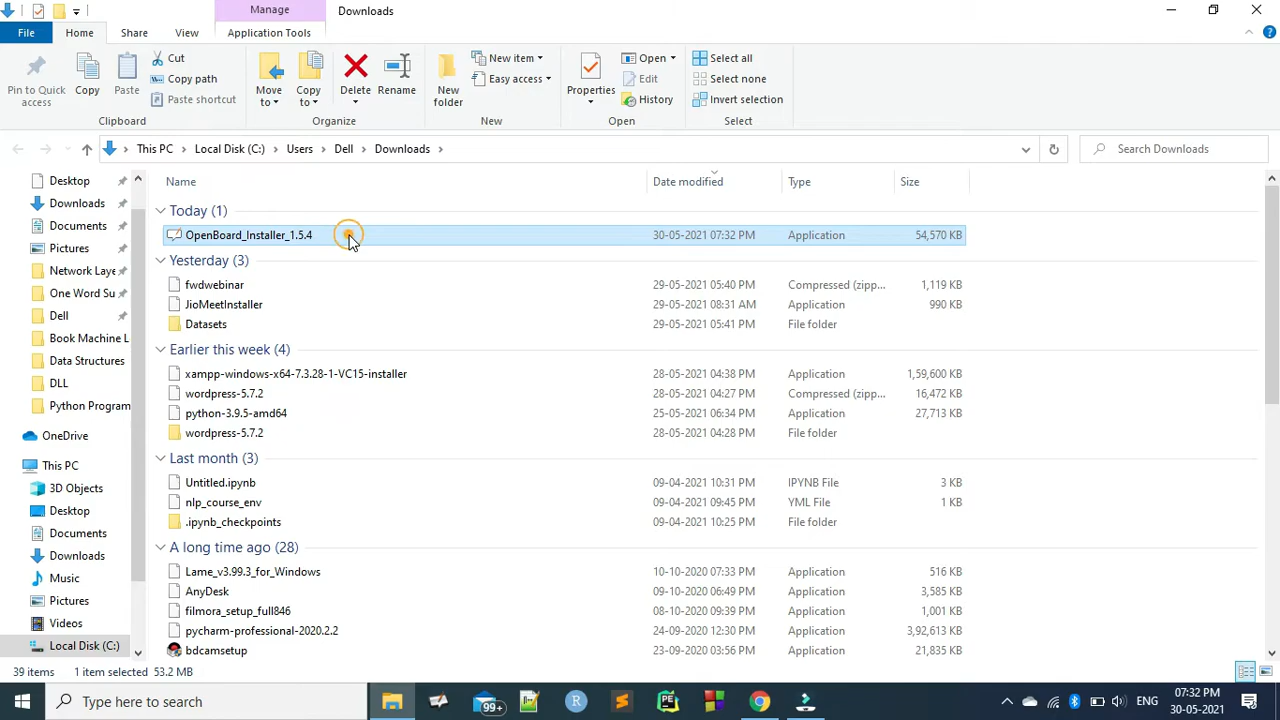 Manage
Downloads
File
Home
Share
View
Application Tools
Pin to Quick
access
Copy
Paste
Cut
Copy path
Paste shortcut
Clipboard
Move
to
Copy
to
Delete
Rename
Organize
New
folder
New item
Easy access
New
Properties
Open
Edit
History
Open
Select all
Select none
Invert selection
Select
This PC
Local Disk (C:)
Users
Dell
Downloads
Search Downloads
Desktop
Downloads
Documents
Pictures
Network Laye
One Word Su
Dell
Book Machine L
Data Structures
DLL
Python Program
OneDrive
This PC
3D Objects
Desktop
Documents
Downloads
Music
Pictures
Videos
Local Disk (C:)
Name Date modified Type Size
Today (1)
OpenBoard_Installer_1.5.4 30-05-2021 07:32 PM Application 54,570 KB
Yesterday (3)
fwdwebinar 29-05-2021 05:40 PM Compressed (zipp... 1,119 KB
JioMeetInstaller 29-05-2021 08:31 AM Application 990 KB
Datasets 29-05-2021 05:41 PM File folder
Earlier this week (4)
xampp-windows-x64-7.3.28-1-VC15-installer 28-05-2021 04:38 PM Application 1,59,600 KB
wordpress-5.7.2 28-05-2021 04:27 PM Compressed (zipp... 16,472 KB
python-3.9.5-amd64 25-05-2021 06:34 PM Application 27,713 KB
wordpress-5.7.2 28-05-2021 04:28 PM File folder
Last month (3)
Untitled.ipynb 09-04-2021 10:31 PM IPYNB File 3 KB
nlp_course_env 09-04-2021 09:45 PM YML File 1 KB
.ipynb_checkpoints 09-04-2021 10:25 PM File folder
A long time ago (28)
Lame_v3.99.3_for_Windows 10-10-2020 07:33 PM Application 516 KB
AnyDesk 09-10-2020 06:49 PM Application 3,585 KB
filmora_setup_full846 08-10-2020 09:39 PM Application 1,001 KB
pycharm-professional-2020.2.2 24-09-2020 12:30 PM Application 3,92,613 KB
bdcamsetup 23-09-2020 03:56 PM Application 21,835 KB
39 items 1 item selected 53.2 MB
Type here to search
99+
R
PE
ENG
07:32 PM
30-05-2021